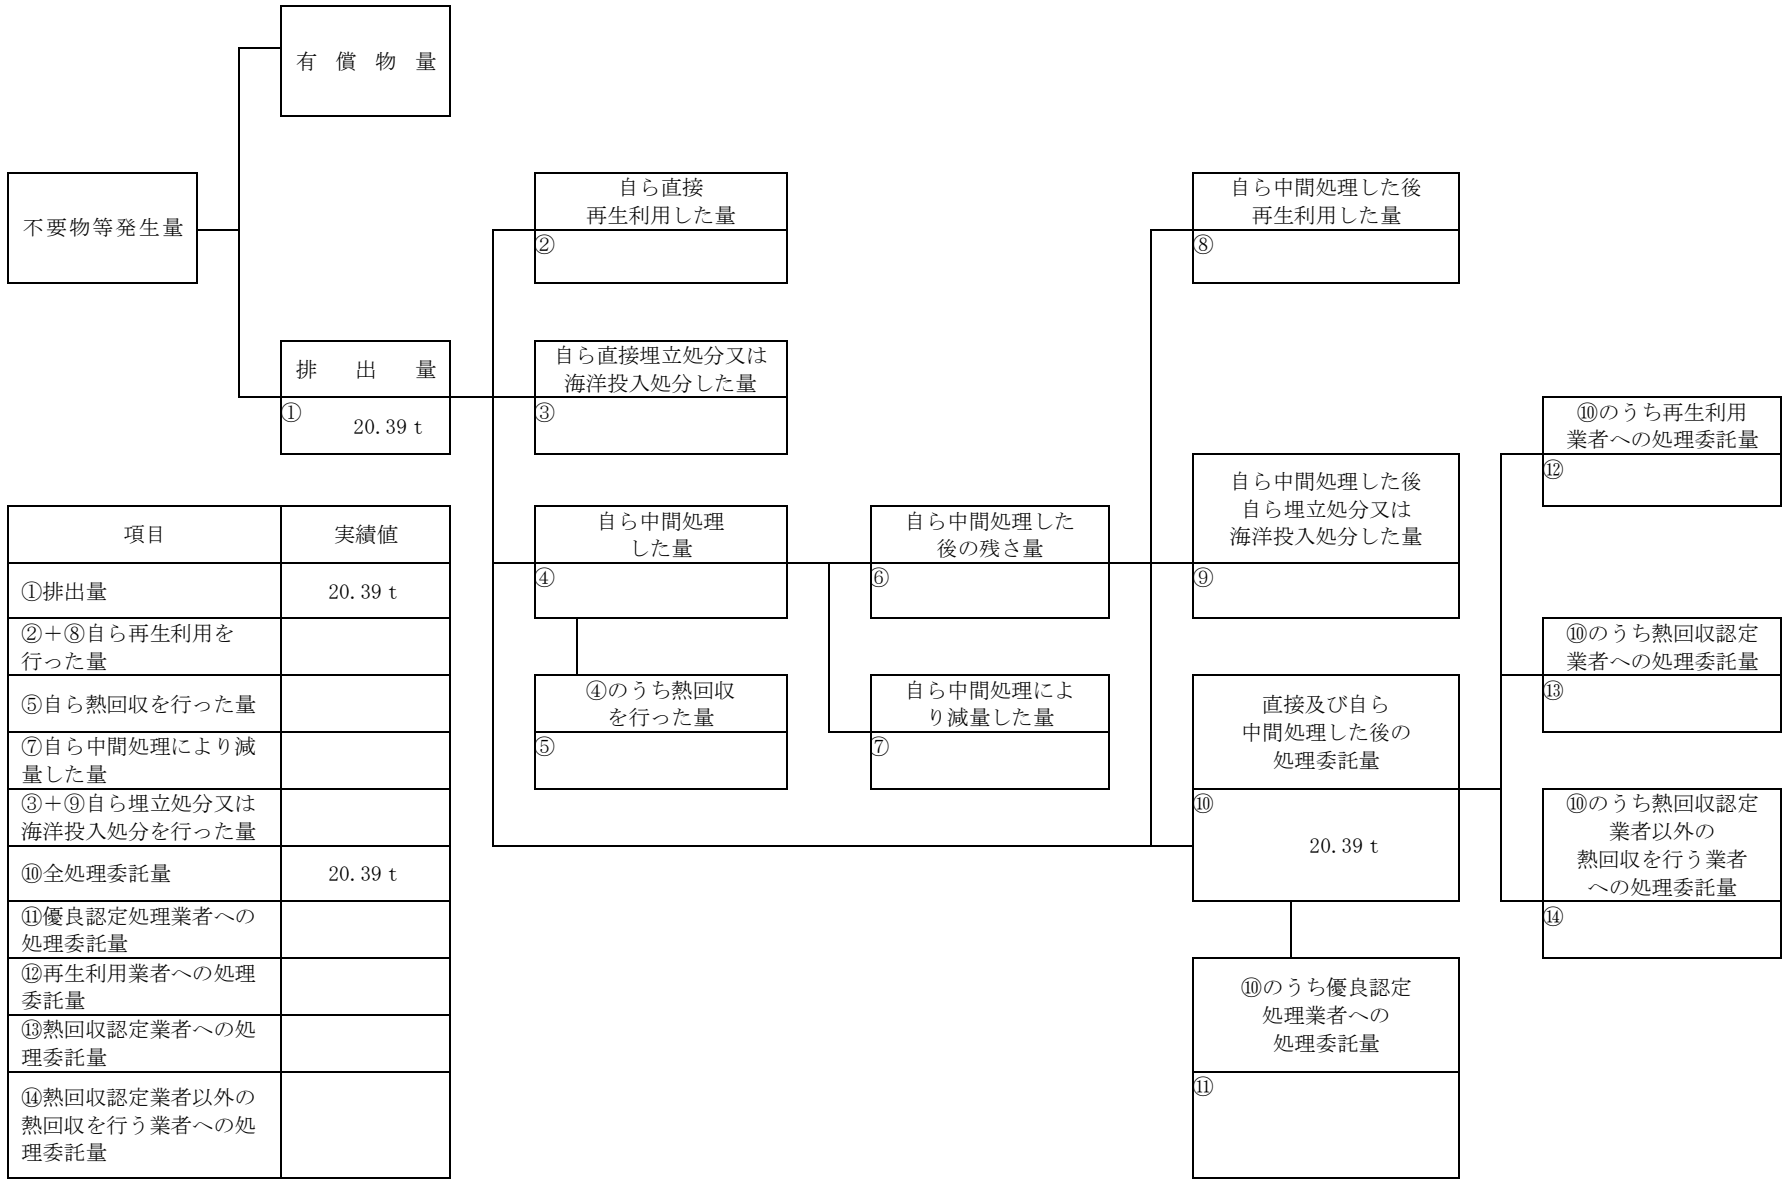 有償物量
不要物等発生量
排出量
①
20.39 t
自ら直接
再生利用した量
②
自ら直接埋立処分又は
海洋投入処分した量
③
自ら中間処理
した量
④
④のうち熱回収
を行った量
⑤
自ら中間処理した
後の残さ量
⑥
自ら中間処理によ
り減量した量
⑦
自ら中間処理した後
再生利用した量
⑧
自ら中間処理した後
自ら埋立処分又は
海洋投入処分した量
⑨
直接及び自ら
中間処理した後の
処理委託量
⑩
20.39 t
⑩のうち優良認定
処理業者への
処理委託量
⑪
⑩のうち再生利用
業者への処理委託量
⑫
⑩のうち熱回収認定
業者への処理委託量
⑬
⑩のうち熱回収認定
業者以外の
熱回収を行う業者
への処理委託量
⑭
項目 実績値
①排出量 20.39 t
②+⑧自ら再生利用を
行った量
⑤自ら熱回収を行った量
⑦自ら中間処理により減
量した量
③+⑨自ら埋立処分又は
海洋投入処分を行った量
⑩全処理委託量 20.39 t
⑪優良認定処理業者への
処理委託量
⑫再生利用業者への処理
委託量
⑬熱回収認定業者への処
理委託量
⑭熱回収認定業者以外の
熱回収を行う業者への処
理委託量